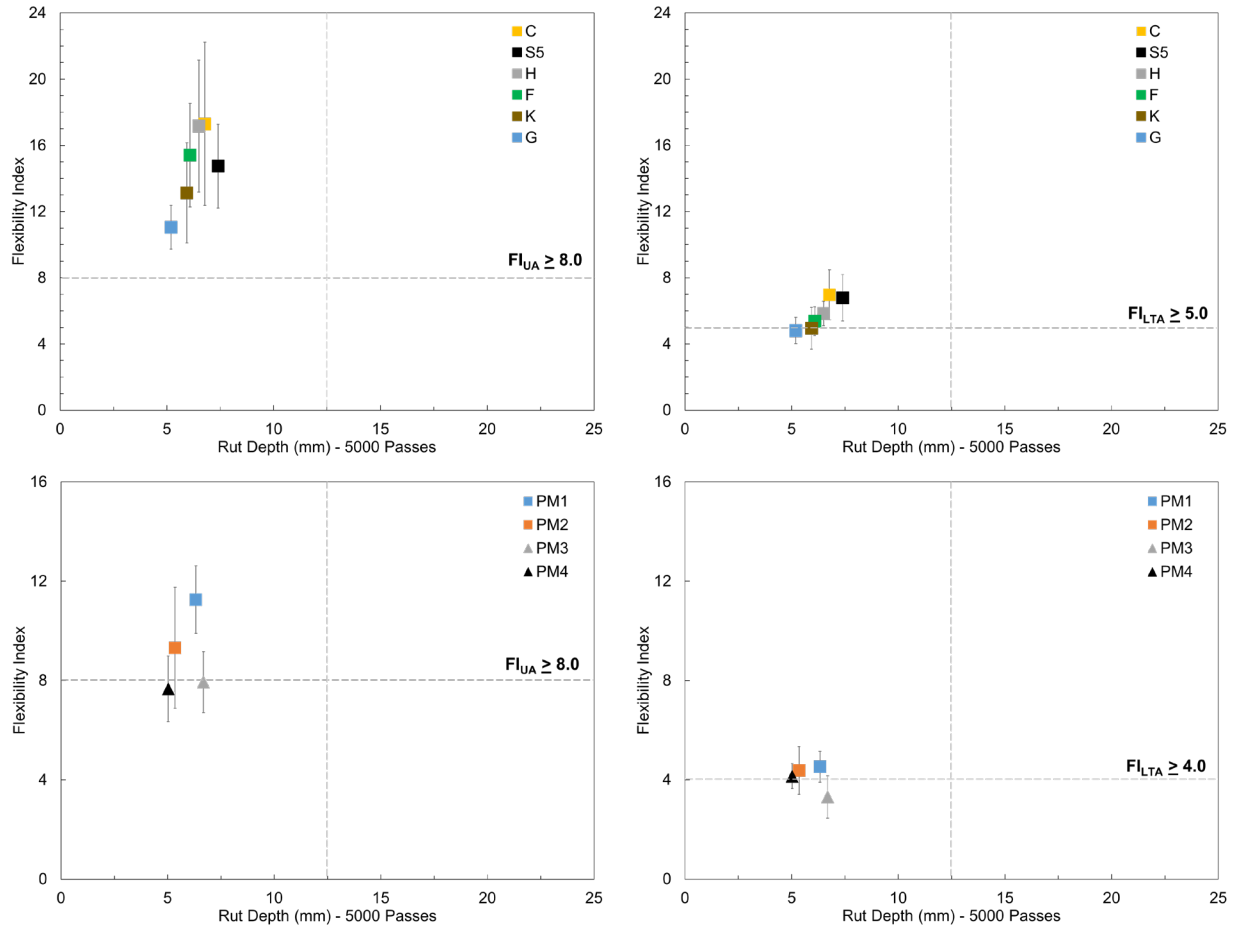 24
20
16
12
8
4
0
Flexibility Index
C
S5
H
F
K
G
FIUA ≥ 8.0
0 5 10 15 20 25
Rut Depth (mm) - 5000 Passes
24
20
16
12
8
4
0
Flexibility Index
C
S5
H
F
K
G
FILTA ≥ 5.0
0 5 10 15 20 25
Rut Depth (mm) - 5000 Passes
16
12
8
4
0
Flexibility Index
PM1
PM2
PM3
PM4
FIUA ≥ 8.0
0 5 10 15 20 25
Rut Depth (mm) - 5000 Passes
16
12
8
4
0
Flexibility Index
PM1
PM2
PM3
PM4
FILTA ≥ 4.0
0 5 10 15 20 25
Rut Depth (mm) - 5000 Passes